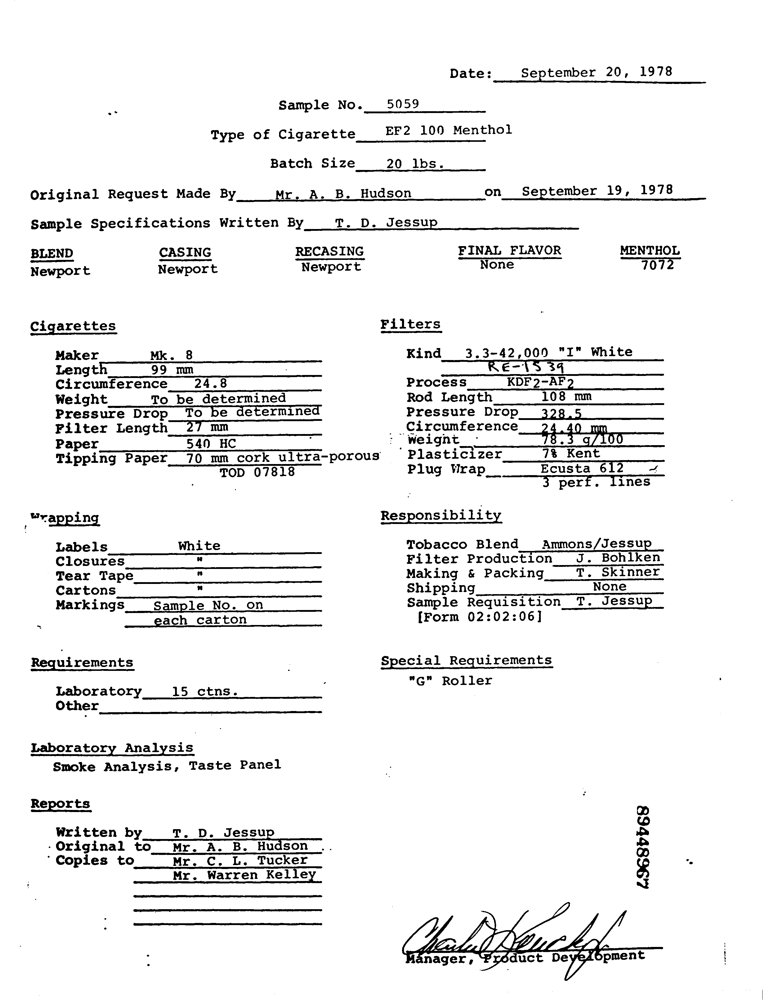 Date: September 20, 1978
Sample No. 5059
Type of Cigarette EF2 100 Menthol
Batch Size 20 lbs.
Original Request Made By Mr. A. B. Hudson on September 19, 1978
Sample Specifications Written By T. D. Jessup
BLEND CASING RECASING FINAL FLAVOR MENTHOL
Newport Newport Newport None 7072
Cigarettes
Maker Mk. 8
Length 99 mm
Circumference 24.8
Weight To be determined
Pressure Drop To be determined
Filter Length 27 mm
Paper 540 HC
Tipping Paper 70 mm cork ultra-porous
TOD 07818
Filters
Kind 3.3-42,000 "I" White
RE-1539
Process KDF2-AF2
Rod Length 108 mm
Pressure Drop 328.5
Circumference 24.40 mm
Weight 78.3 g/100
Plasticizer 7% Kent
Plug Wrap Ecusta 612
3 perf. lines
Wrapping
Labels White
Closures "
Tear Tape "
Cartons "
Markings Sample No. on
each carton
Responsibility
Tobacco Blend Ammons/Jessup
Filter Production J. Bohlken
Making & Packing T. Skinner
Shipping None
Sample Requisition T. Jessup
[Form 02:02:06]
Requirements
Laboratory 15 ctns.
Other
Special Requirements
"G" Roller
Laboratory Analysis
Smoke Analysis, Taste Panel
Reports
Written by T. D. Jessup
Original to Mr. A. B. Hudson
Copies to Mr. C. L. Tucker
Mr. Warren Kelley
89448967
Manager, Product Development